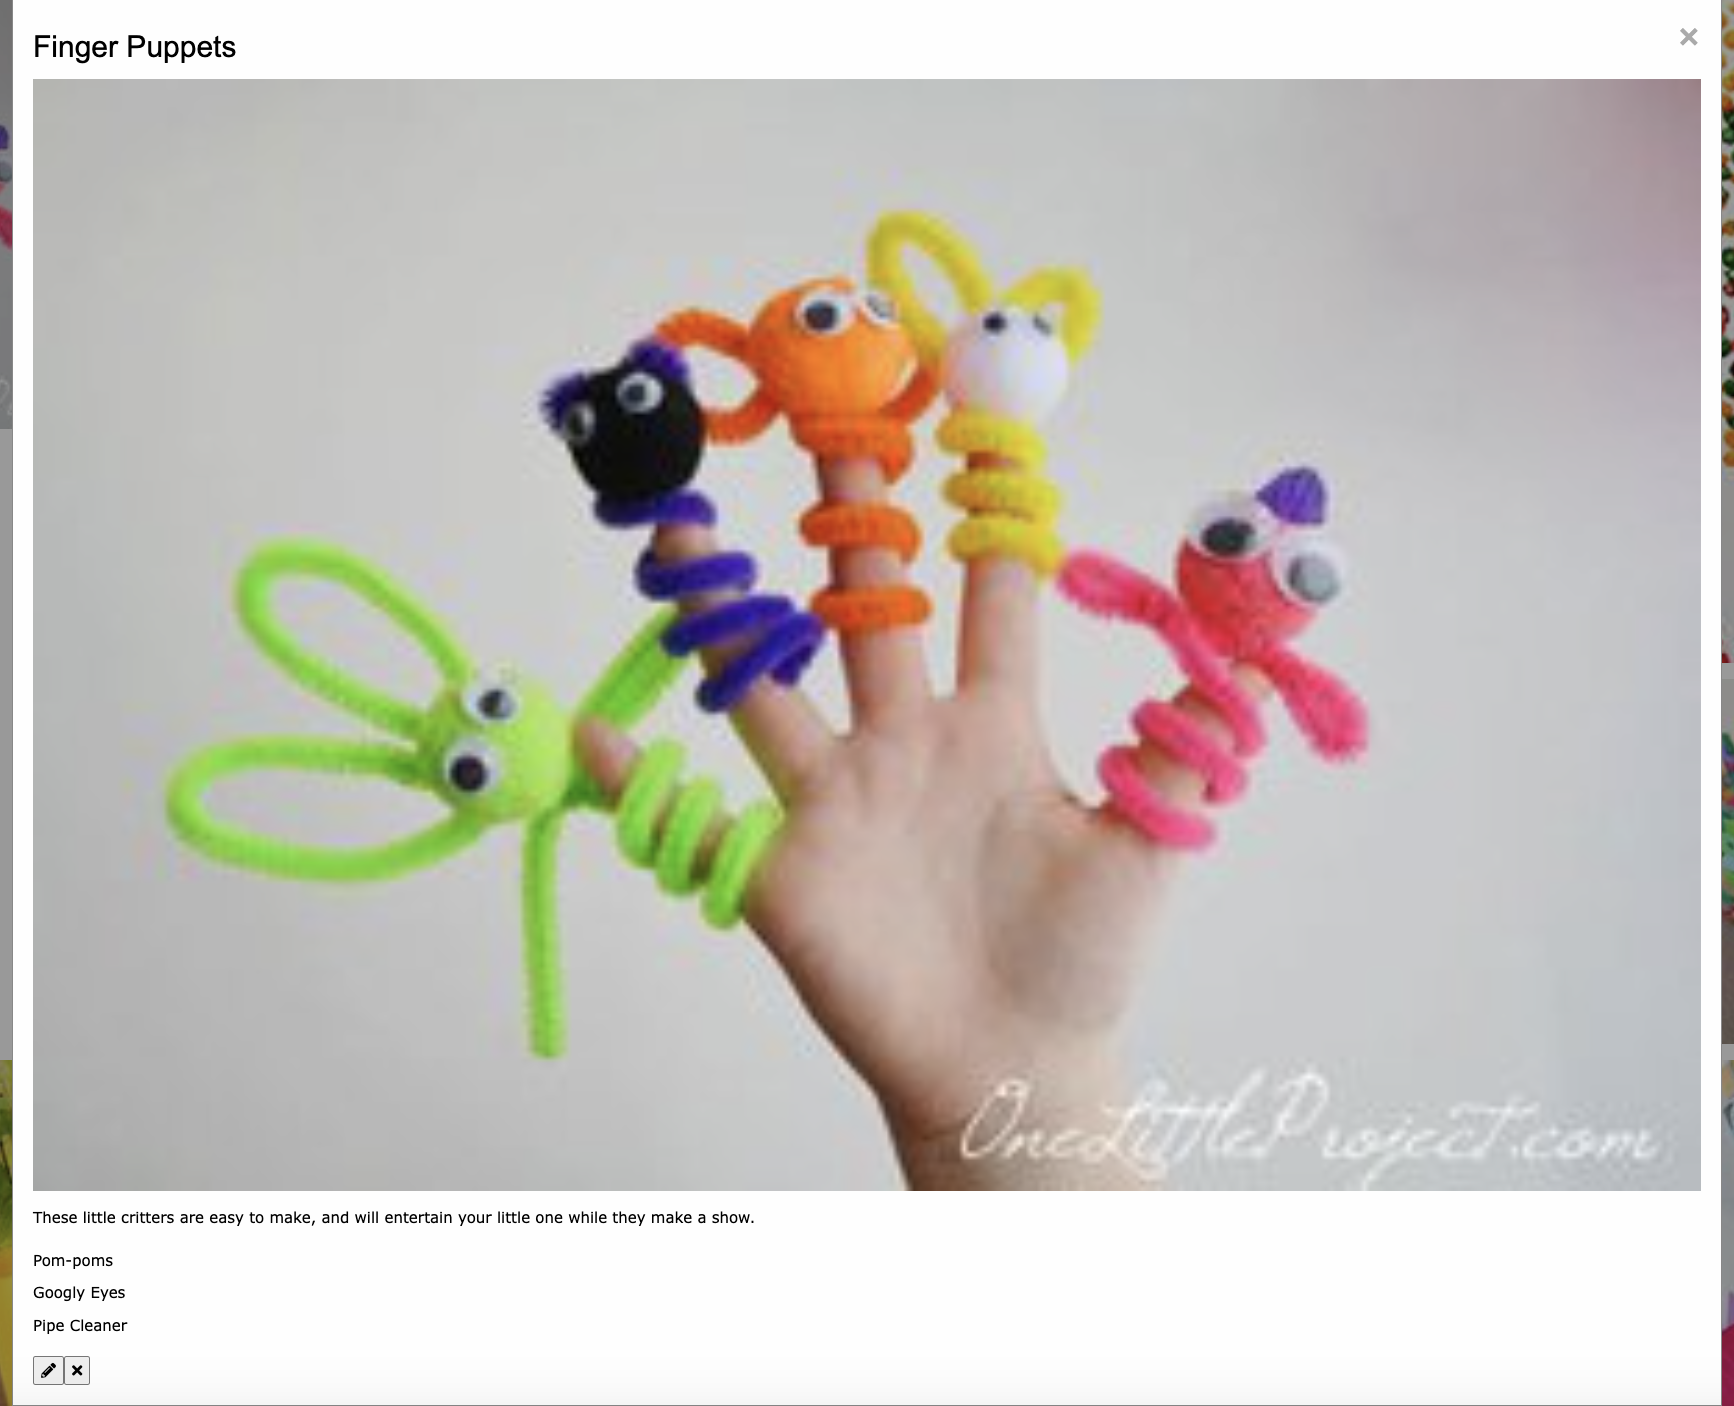 Finger Puppets
OneLittleProject.com
These little critters are easy to make, and will entertain your little one while they make a show.
Pom-poms
Googly Eyes
Pipe Cleaner